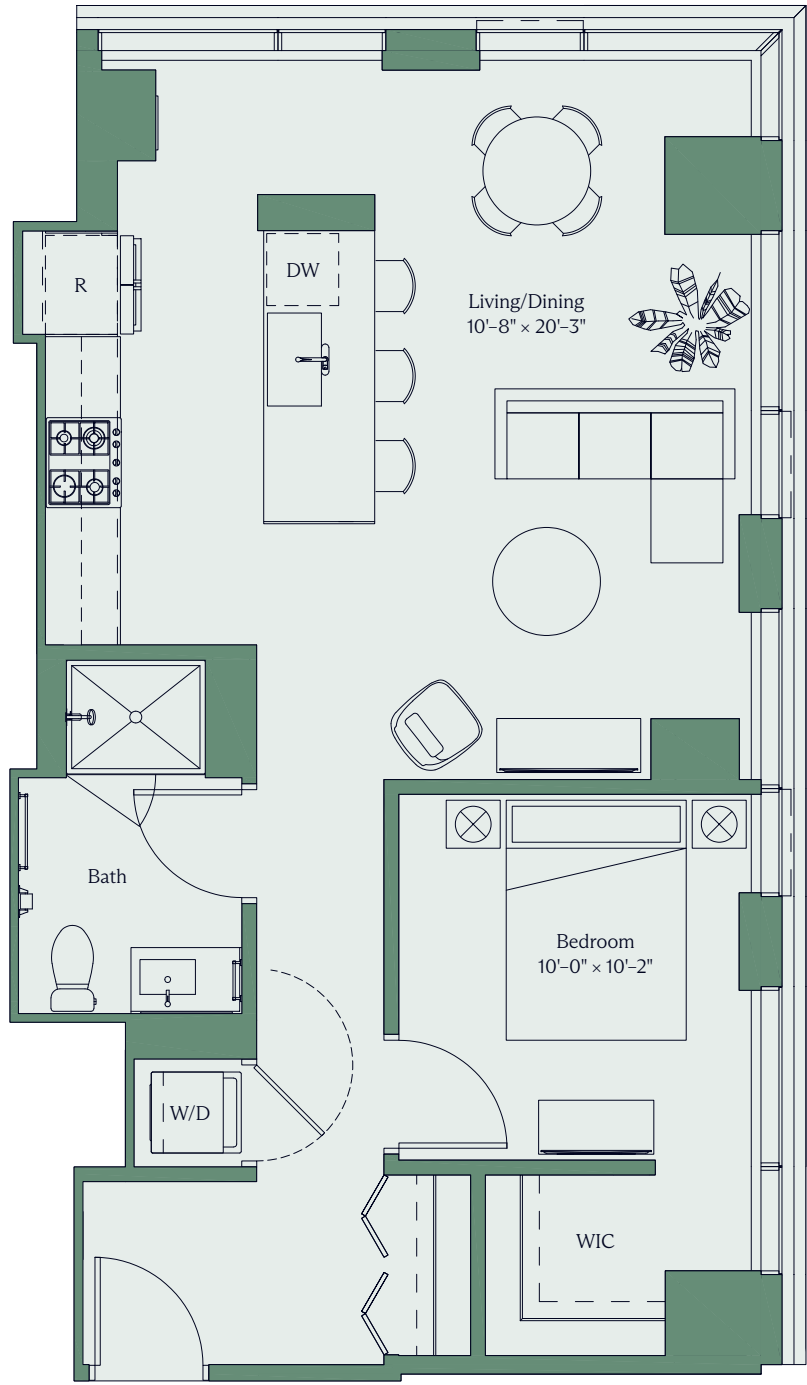 R
DW
Living/Dining
10'–8" × 20'–3"
Bath
Bedroom
10'–0" × 10'–2"
W/D
WIC